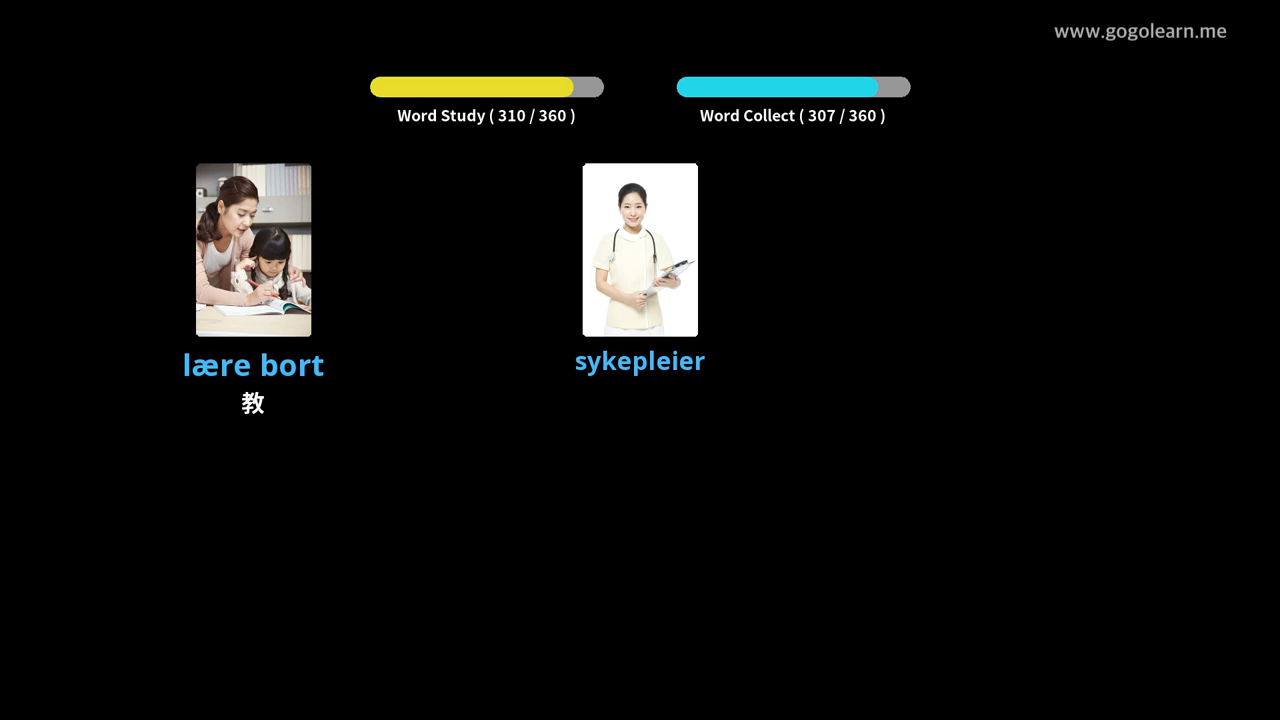 www.gogolearn.me
Word Study ( 310 / 360 )
Word Collect ( 307 / 360 )
lære bort
教
sykepleier